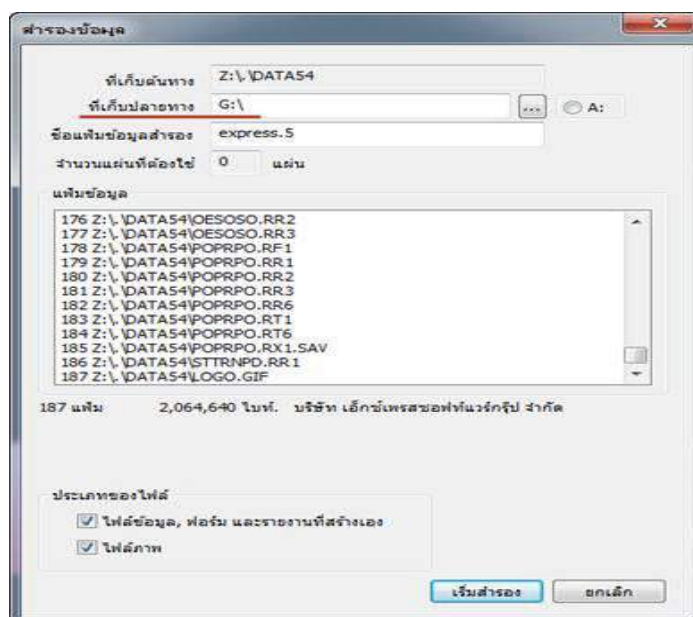 สำรองข้อมูล
ที่เก็บต้นทาง Z:\.\DATA54
ที่เก็บปลายทาง G:\ ... A:
ชื่อแฟ้มข้อมูลสำรอง express.5
จำนวนแผ่นที่ต้องใช้ 0 แผ่น
แฟ้มข้อมูล
176 Z:\.\DATA54\OESOSO.RR2
177 Z:\.\DATA54\OESOSO.RR3
178 Z:\.\DATA54\POPRPO.RF1
179 Z:\.\DATA54\POPRPO.RR1
180 Z:\.\DATA54\POPRPO.RR2
181 Z:\.\DATA54\POPRPO.RR3
182 Z:\.\DATA54\POPRPO.RR6
183 Z:\.\DATA54\POPRPO.RT1
184 Z:\.\DATA54\POPRPO.RT6
185 Z:\.\DATA54\POPRPO.RX1.SAV
186 Z:\.\DATA54\STTRNPD.RR1
187 Z:\.\DATA54\LOGO.GIF
187 แฟ้ม 2,064,640 ไบท์. บริษัท เอ็กซ์เพรสซอฟท์แวร์กรุ๊ป จำกัด
ประเภทของไฟล์
ไฟล์ข้อมูล, ฟอร์ม และรายงานที่สร้างเอง
ไฟล์ภาพ
เริ่มสำรอง ยกเลิก